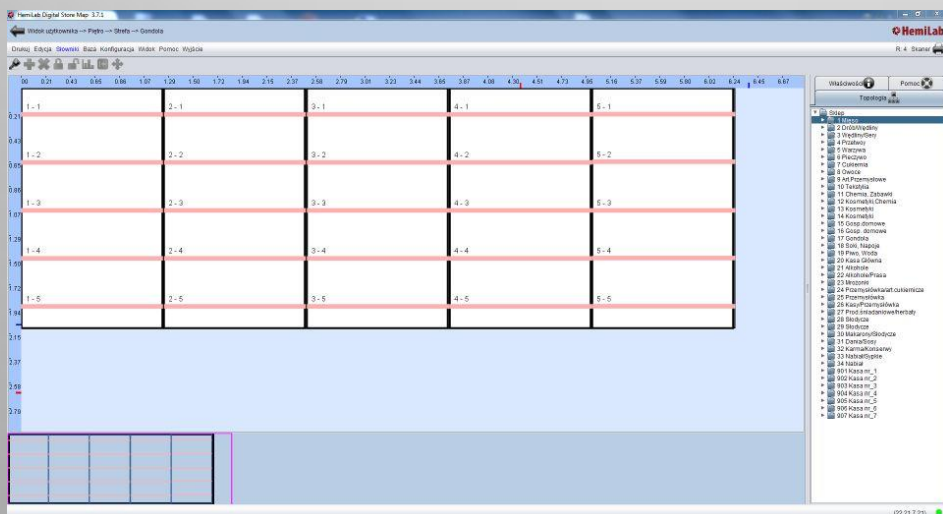 HemiLab Digital Store Map 3.7.1
Widok użytkownika --> Piętro --> Strefa --> Gondola
HemiLab
Drukuj Edycja Słowniki Baza Konfiguracja Widok Pomoc Wyjście
R: 4 Skaner
.00 0.21 0.43 0.65 0.86 1.07 1.29 1.50 1.72 1.94 2.15 2.37 2.58 2.79 3.01 3.23 3.44 3.66 3.87 4.08 4.30 4.51 4.73 4.95 5.16 5.38 5.59 5.80 6.02 6.24 6.45 6.67
Właściwości Pomoc
Topologia
1 - 1 2 - 1 3 - 1 4 - 1 5 - 1
0.21
0.43
1 - 2 2 - 2 3 - 2 4 - 2 5 - 2
0.65
0.86
1 - 3 2 - 3 3 - 3 4 - 3 5 - 3
1.07
1.29
1 - 4 2 - 4 3 - 4 4 - 4 5 - 4
1.50
1.72
1 - 5 2 - 5 3 - 5 4 - 5 5 - 5
1.94
2.15
2.37
2.58
2.79
Sklep
1 Mięso
2 Drób/Wędliny
3 Wędliny/Sery
4 Przetwory
5 Warzywa
6 Pieczywo
7 Cukiernia
8 Owoce
9 Art.Przemysłowe
10 Tekstylia
11 Chemia, Zabawki
12 Kosmetyki,Chemia
13 Kosmetyki
14 Kosmetyki
15 Gosp.domowe
16 Gosp. domowe
17 Gondola
18 Soki, Napoje
19 Piwo, Woda
20 Kasa Główna
21 Alkohole
22 Alkohole/Prasa
23 Mrożonki
24 Przemysłówka/art.cukiernicze
25 Przemysłówka
26 Kasy/Przemysłówka
27 Prod.śniadaniowe/herbaty
28 Słodycze
29 Słodycze
30 Makarony/Słodycze
31 Dania/Sosy
32 Karma/Konserwy
33 Nabiał/Sypkie
34 Nabiał
901 Kasa nr_1
902 Kasa nr_2
903 Kasa nr_3
904 Kasa nr_4
905 Kasa nr_5
906 Kasa nr_6
907 Kasa nr_7